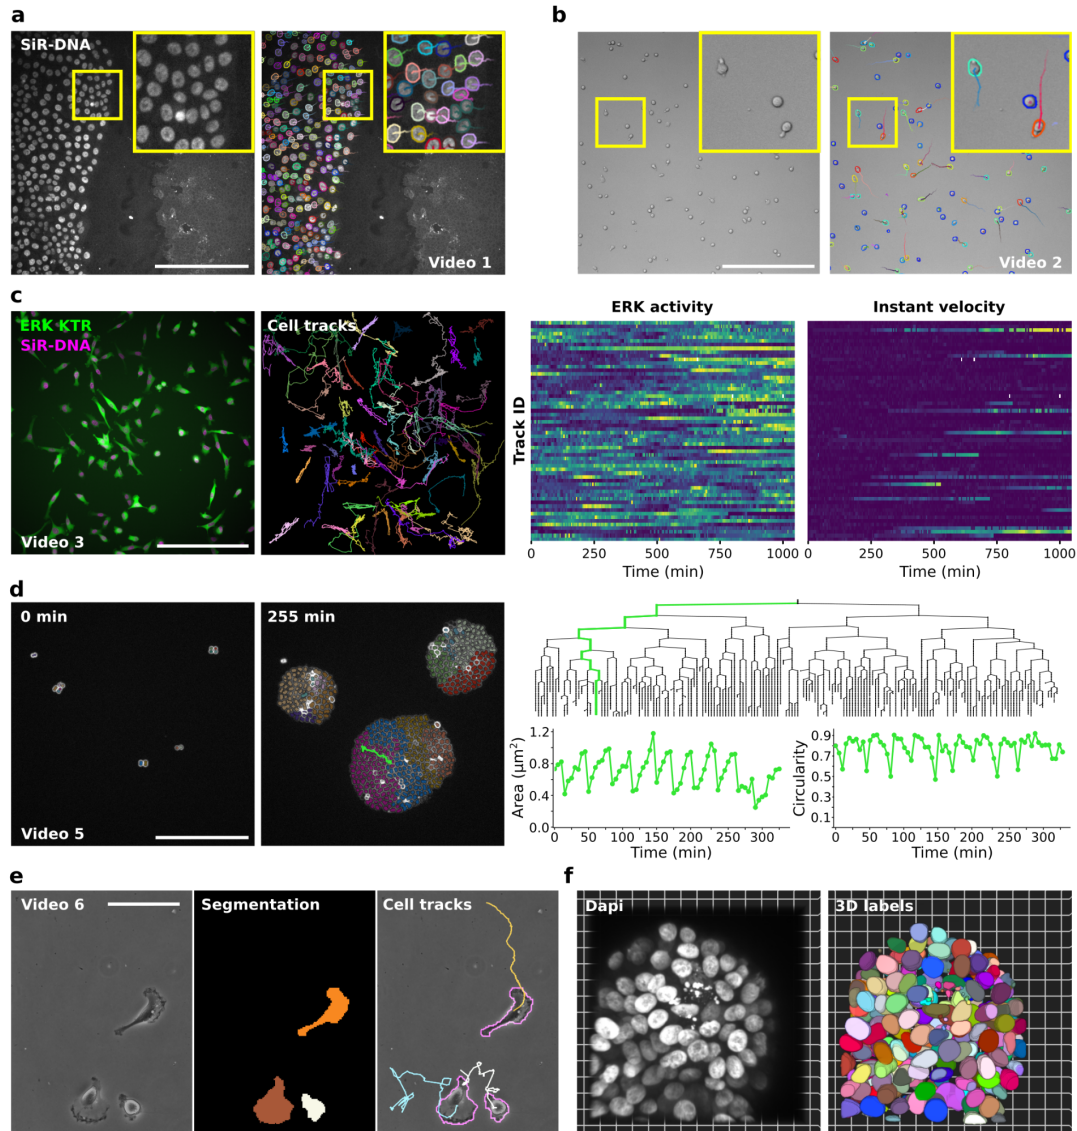 a
SiR-DNA
Video 1
b
Video 2
c
ERK KTR
SiR-DNA
Video 3
Cell tracks
ERK activity
Track ID
0 250 500 750 1000
Time (min)
Instant velocity
0 250 500 750 1000
Time (min)
d
0 min
Video 5
255 min
Area (µm²)
1.2
0.8
0.4
0.0
0 50 100 150 200 250 300
Time (min)
Circularity
0.9
0.7
0.5
0.3
0.1
0 50 100 150 200 250 300
Time (min)
e
Video 6
Segmentation
Cell tracks
f
Dapi
3D labels